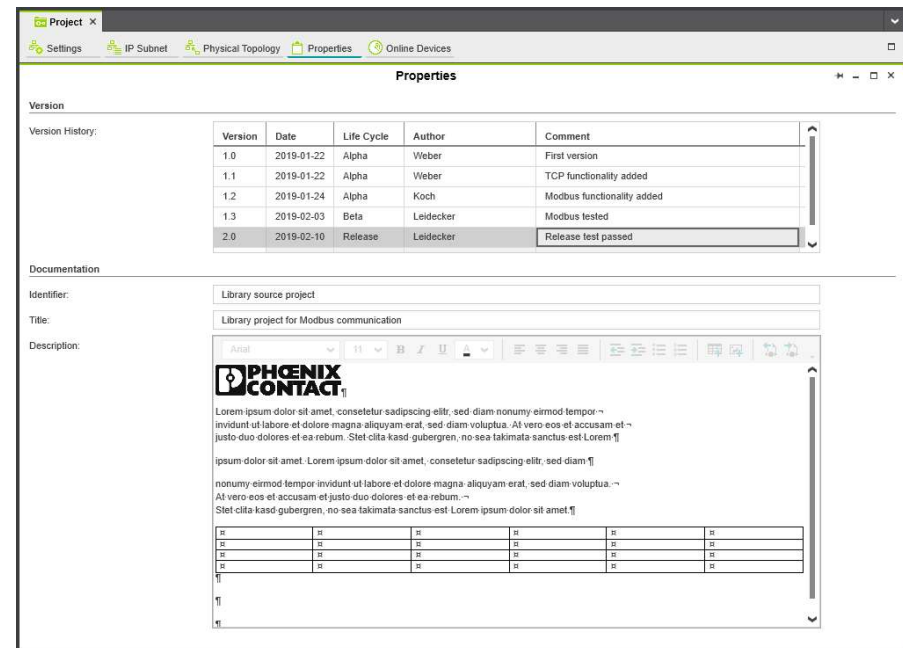 Project ×
Settings IP Subnet Physical Topology Properties Online Devices
Properties
Version
Version History:
Version Date Life Cycle Author Comment
1.0 2019-01-22 Alpha Weber First version
1.1 2019-01-22 Alpha Weber TCP functionality added
1.2 2019-01-24 Alpha Koch Modbus functionality added
1.3 2019-02-03 Beta Leidecker Modbus tested
2.0 2019-02-10 Release Leidecker Release test passed
Documentation
Identifier: Library source project
Title: Library project for Modbus communication
Description:
Arial 11 B I U A
PHŒNIX
CONTACT¶
Lorem·ipsum·dolor·sit·amet,·consetetur·sadipscing·elitr,·sed·diam·nonumy·eirmod·tempor·¬
invidunt·ut·labore·et·dolore·magna·aliquyam·erat,·sed·diam·voluptua.·At·vero·eos·et·accusam·et·¬
justo·duo·dolores·et·ea·rebum.·Stet·clita·kasd·gubergren,·no·sea·takimata·sanctus·est·Lorem·¶
ipsum·dolor·sit·amet.·Lorem·ipsum·dolor·sit·amet,·consetetur·sadipscing·elitr,·sed·diam·¶
nonumy·eirmod·tempor·invidunt·ut·labore·et·dolore·magna·aliquyam·erat,·sed·diam·voluptua.·¬
At·vero·eos·et·accusam·et·justo·duo·dolores·et·ea·rebum.·¬
Stet·clita·kasd·gubergren,·no·sea·takimata·sanctus·est·Lorem·ipsum·dolor·sit·amet.¶
¤ ¤ ¤ ¤ ¤ ¤
¤ ¤ ¤ ¤ ¤ ¤
¤ ¤ ¤ ¤ ¤ ¤
¤ ¤ ¤ ¤ ¤ ¤
¶
¶
¶